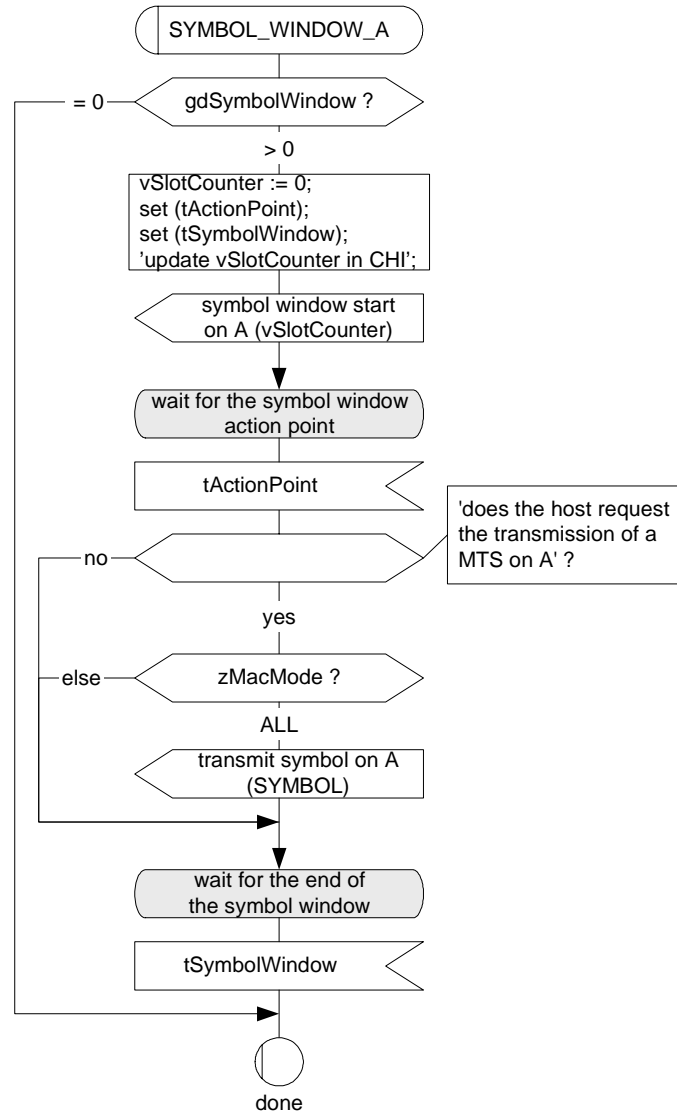 SYMBOL_WINDOW_A
= 0
gdSymbolWindow ?
> 0
vSlotCounter := 0;
set (tActionPoint);
set (tSymbolWindow);
’update vSlotCounter in CHI’;
symbol window start
on A (vSlotCounter)
wait for the symbol window
action point
tActionPoint
'does the host request
the transmission of a
MTS on A' ?
no
yes
else
zMacMode ?
ALL
transmit symbol on A
(SYMBOL)
wait for the end of
the symbol window
tSymbolWindow
done